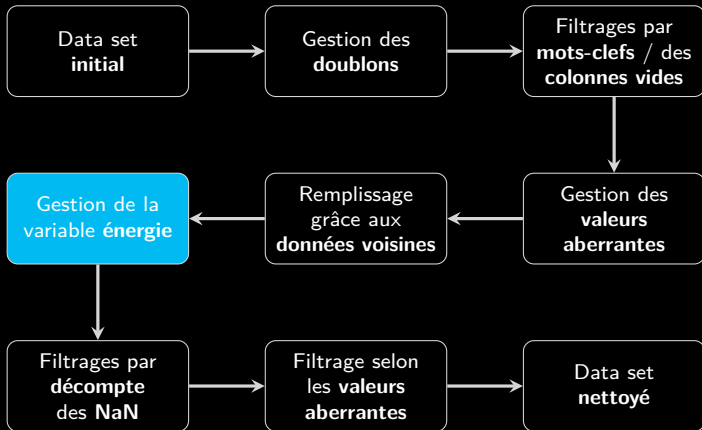 Data set
initial
Gestion des
doublons
Filtrages par
mots-clefs / des
colonnes vides
Gestion des
valeurs
aberrantes
Remplissage
grâce aux
données voisines
Gestion de la
variable énergie
Filtrages par
décompte
des NaN
Filtrage selon
les valeurs
aberrantes
Data set
nettoyé